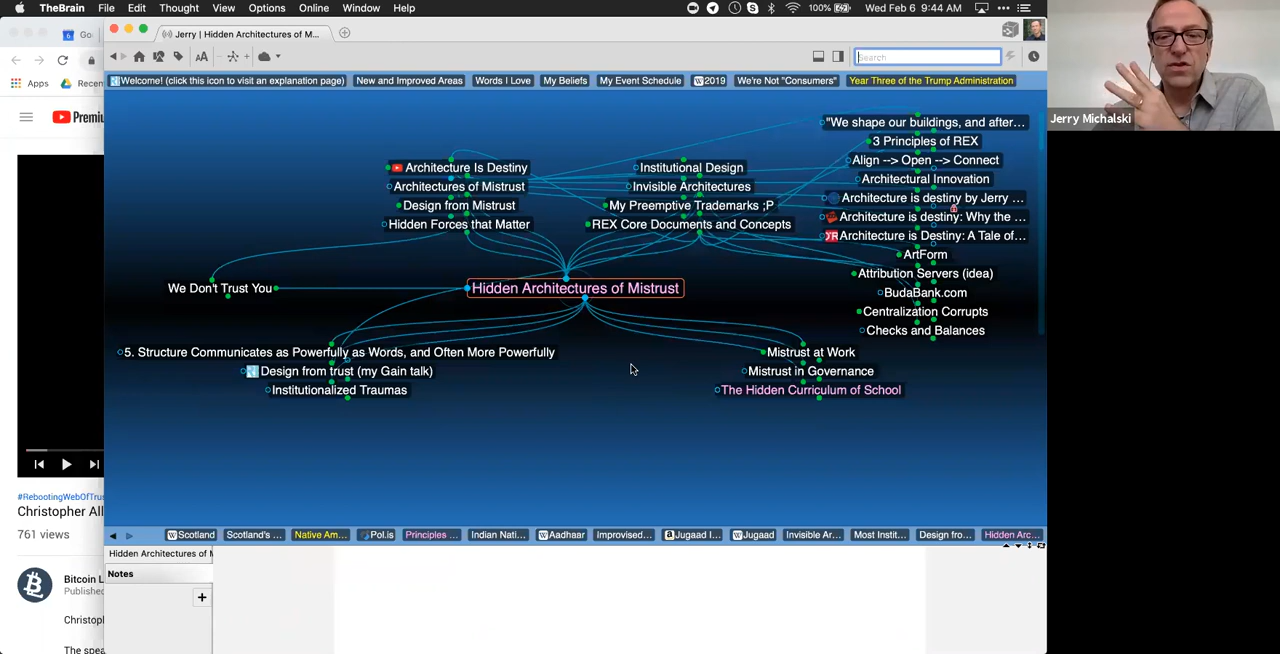 TheBrain File Edit Thought View Options Online Window Help 100% Wed Feb 6 9:44 AM
Jerry | Hidden Architectures of M...
Go
Apps
Premiu
Search
Welcome! (click this icon to visit an explanation page) New and Improved Areas Words I Love My Beliefs My Event Schedule 2019 We're Not "Consumers" Year Three of the Trump Administration
Jerry Michalski
"We shape our buildings, and after...
3 Principles of REX
Align --> Open --> Connect
Architectural Innovation
Architecture is destiny by Jerry ...
Architecture is destiny: Why the ...
Architecture is Destiny: A Tale of...
ArtForm
Attribution Servers (idea)
BudaBank.com
Centralization Corrupts
Checks and Balances
Architecture Is Destiny
Architectures of Mistrust
Design from Mistrust
Hidden Forces that Matter
Institutional Design
Invisible Architectures
My Preemptive Trademarks ;P
REX Core Documents and Concepts
We Don't Trust You
Hidden Architectures of Mistrust
5. Structure Communicates as Powerfully as Words, and Often More Powerfully
Design from trust (my Gain talk)
Institutionalized Traumas
Mistrust at Work
Mistrust in Governance
The Hidden Curriculum of School
#RebootingWebOfTrus
Christopher All
761 views
Bitcoin L
Published
Christoph
The spea
Scotland Scotland's ... Native Am... Pol.is Principles ... Indian Nati... Aadhaar Improvised... Jugaad I... Jugaad Invisible Ar... Most Instit... Design fro... Hidden Arc...
Hidden Architectures of M
Notes